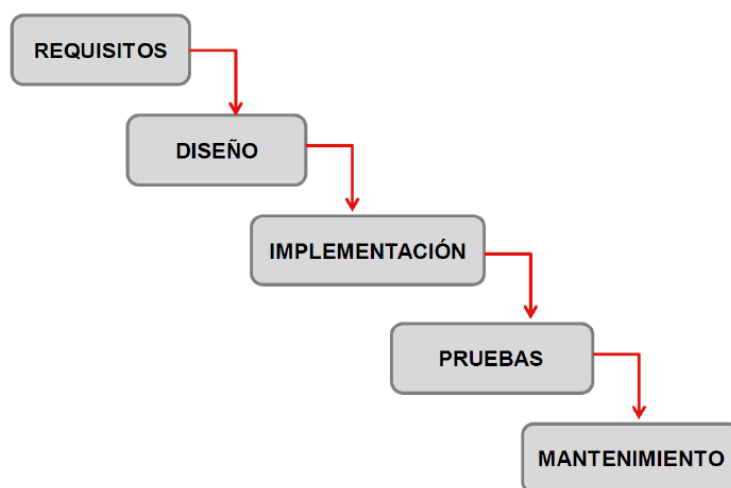 REQUISITOS
DISEÑO
IMPLEMENTACIÓN
PRUEBAS
MANTENIMIENTO